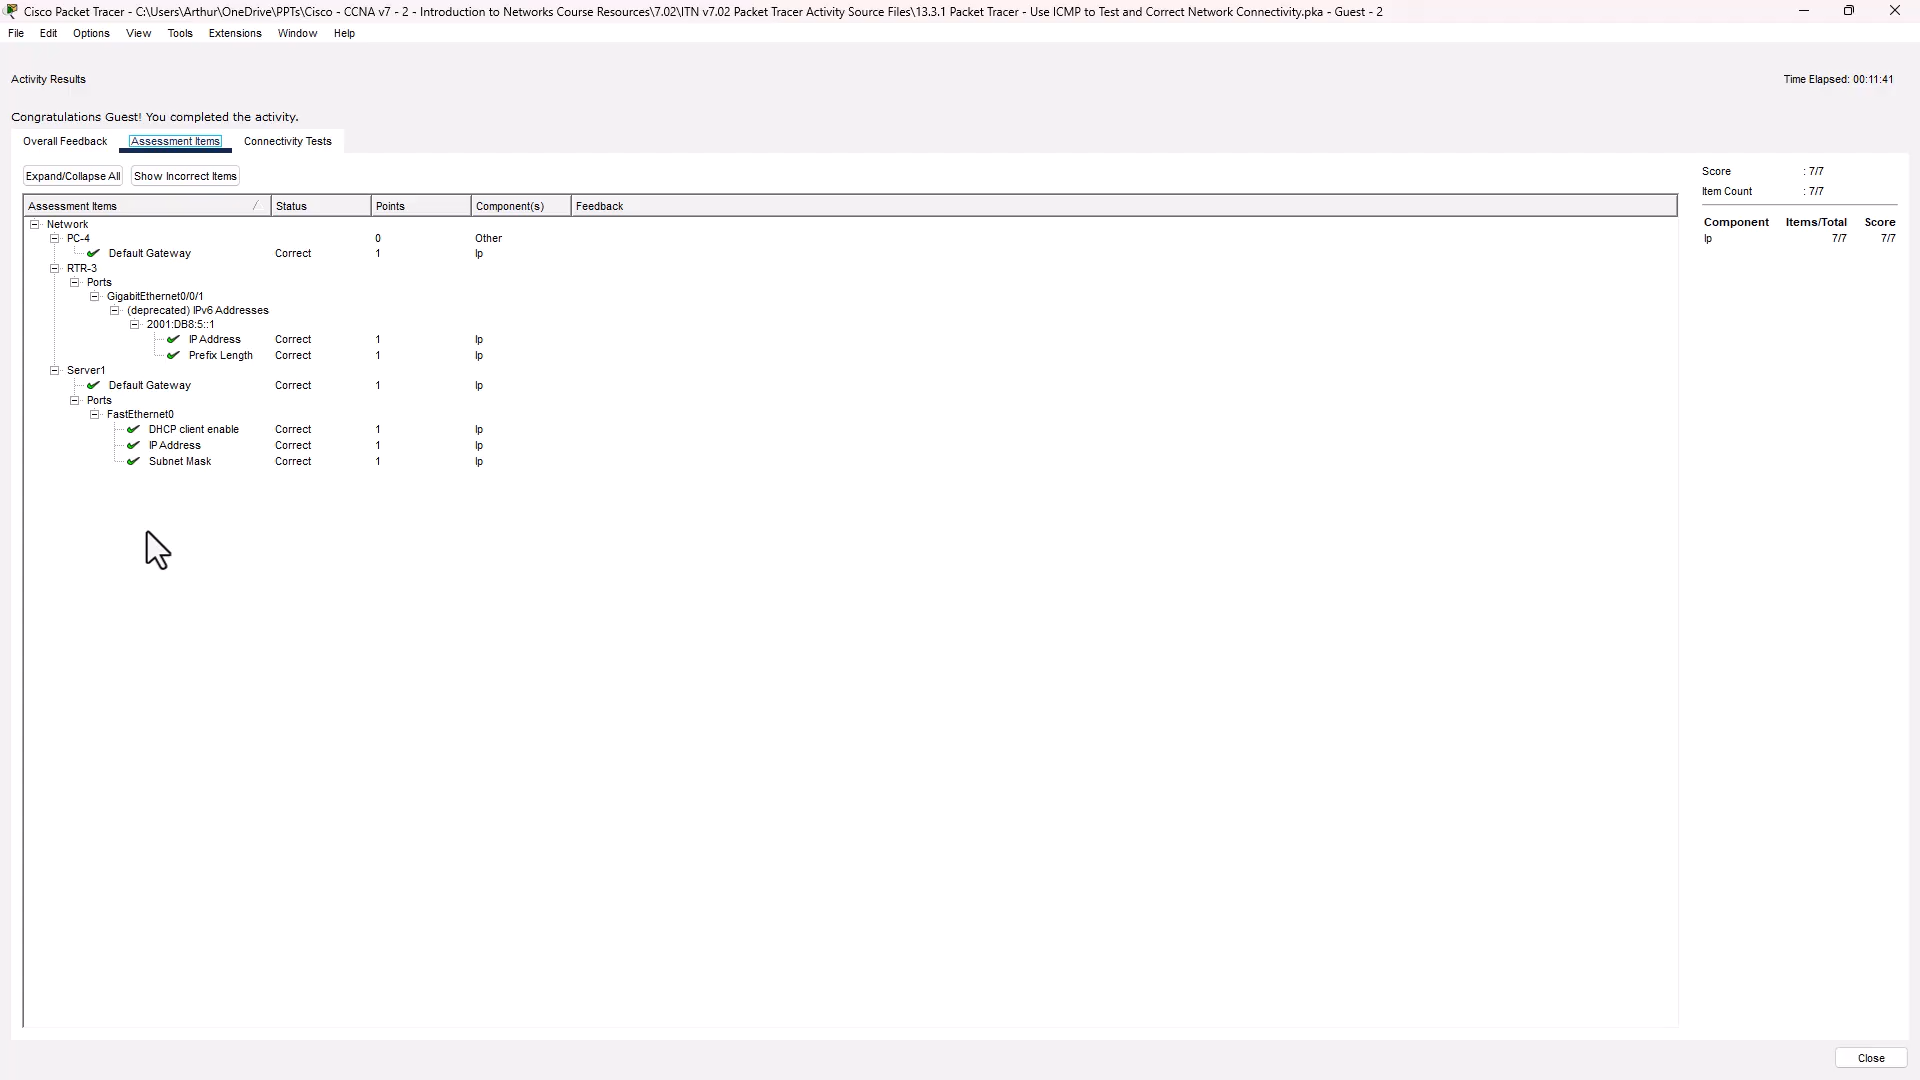 Cisco Packet Tracer - C:\Users\Arthur\OneDrive\PPTs\Cisco - CCNA v7 - 2 - Introduction to Networks Course Resources\7.02\ITN v7.02 Packet Tracer Activity Source Files\13.3.1 Packet Tracer - Use ICMP to Test and Correct Network Connectivity.pka - Guest - 2
File Edit Options View Tools Extensions Window Help
Activity Results
Time Elapsed: 00:11:41
Congratulations Guest! You completed the activity.
Overall Feedback Assessment Items Connectivity Tests
Expand/Collapse All Show Incorrect Items
Assessment Items Status Points Component(s) Feedback
Network
PC-4 0 Other
Default Gateway Correct 1 Ip
RTR-3
Ports
GigabitEthernet0/0/1
(deprecated) IPv6 Addresses
2001:DB8:5::1
IP Address Correct 1 Ip
Prefix Length Correct 1 Ip
Server1
Default Gateway Correct 1 Ip
Ports
FastEthernet0
DHCP client enable Correct 1 Ip
IP Address Correct 1 Ip
Subnet Mask Correct 1 Ip
Score : 7/7
Item Count : 7/7
Component Items/Total Score
Ip 7/7 7/7
Close